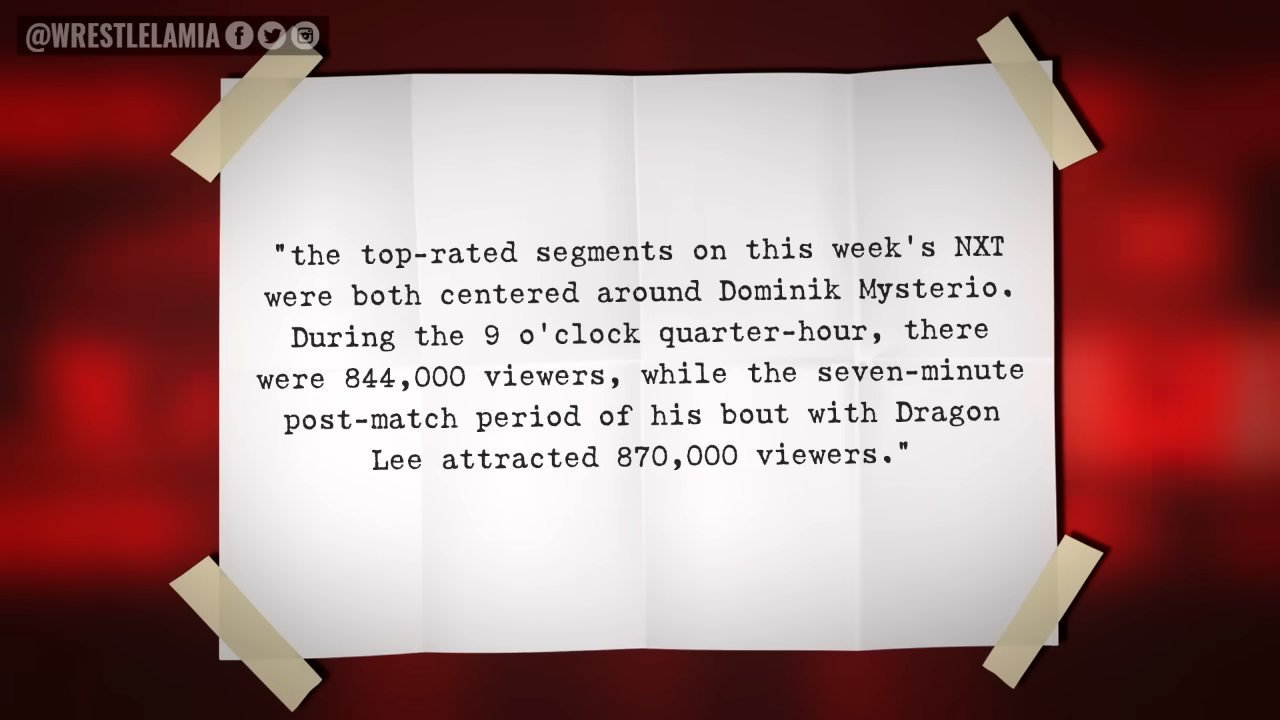 @WRESTLELAMIA
"the top-rated segments on this week's NXT
were both centered around Dominik Mysterio.
During the 9 o'clock quarter-hour, there
were 844,000 viewers, while the seven-minute
post-match period of his bout with Dragon
Lee attracted 870,000 viewers."